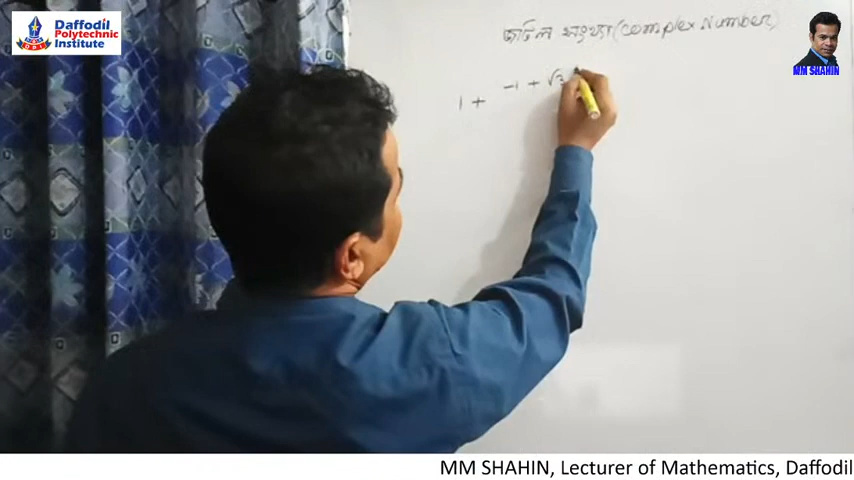 Daffodil
Polytechnic
Institute
জটিল সংখ্যা (Complex Number)
MM SHAHIN
1 + -1 + √3
MM SHAHIN, Lecturer of Mathematics, Daffodil